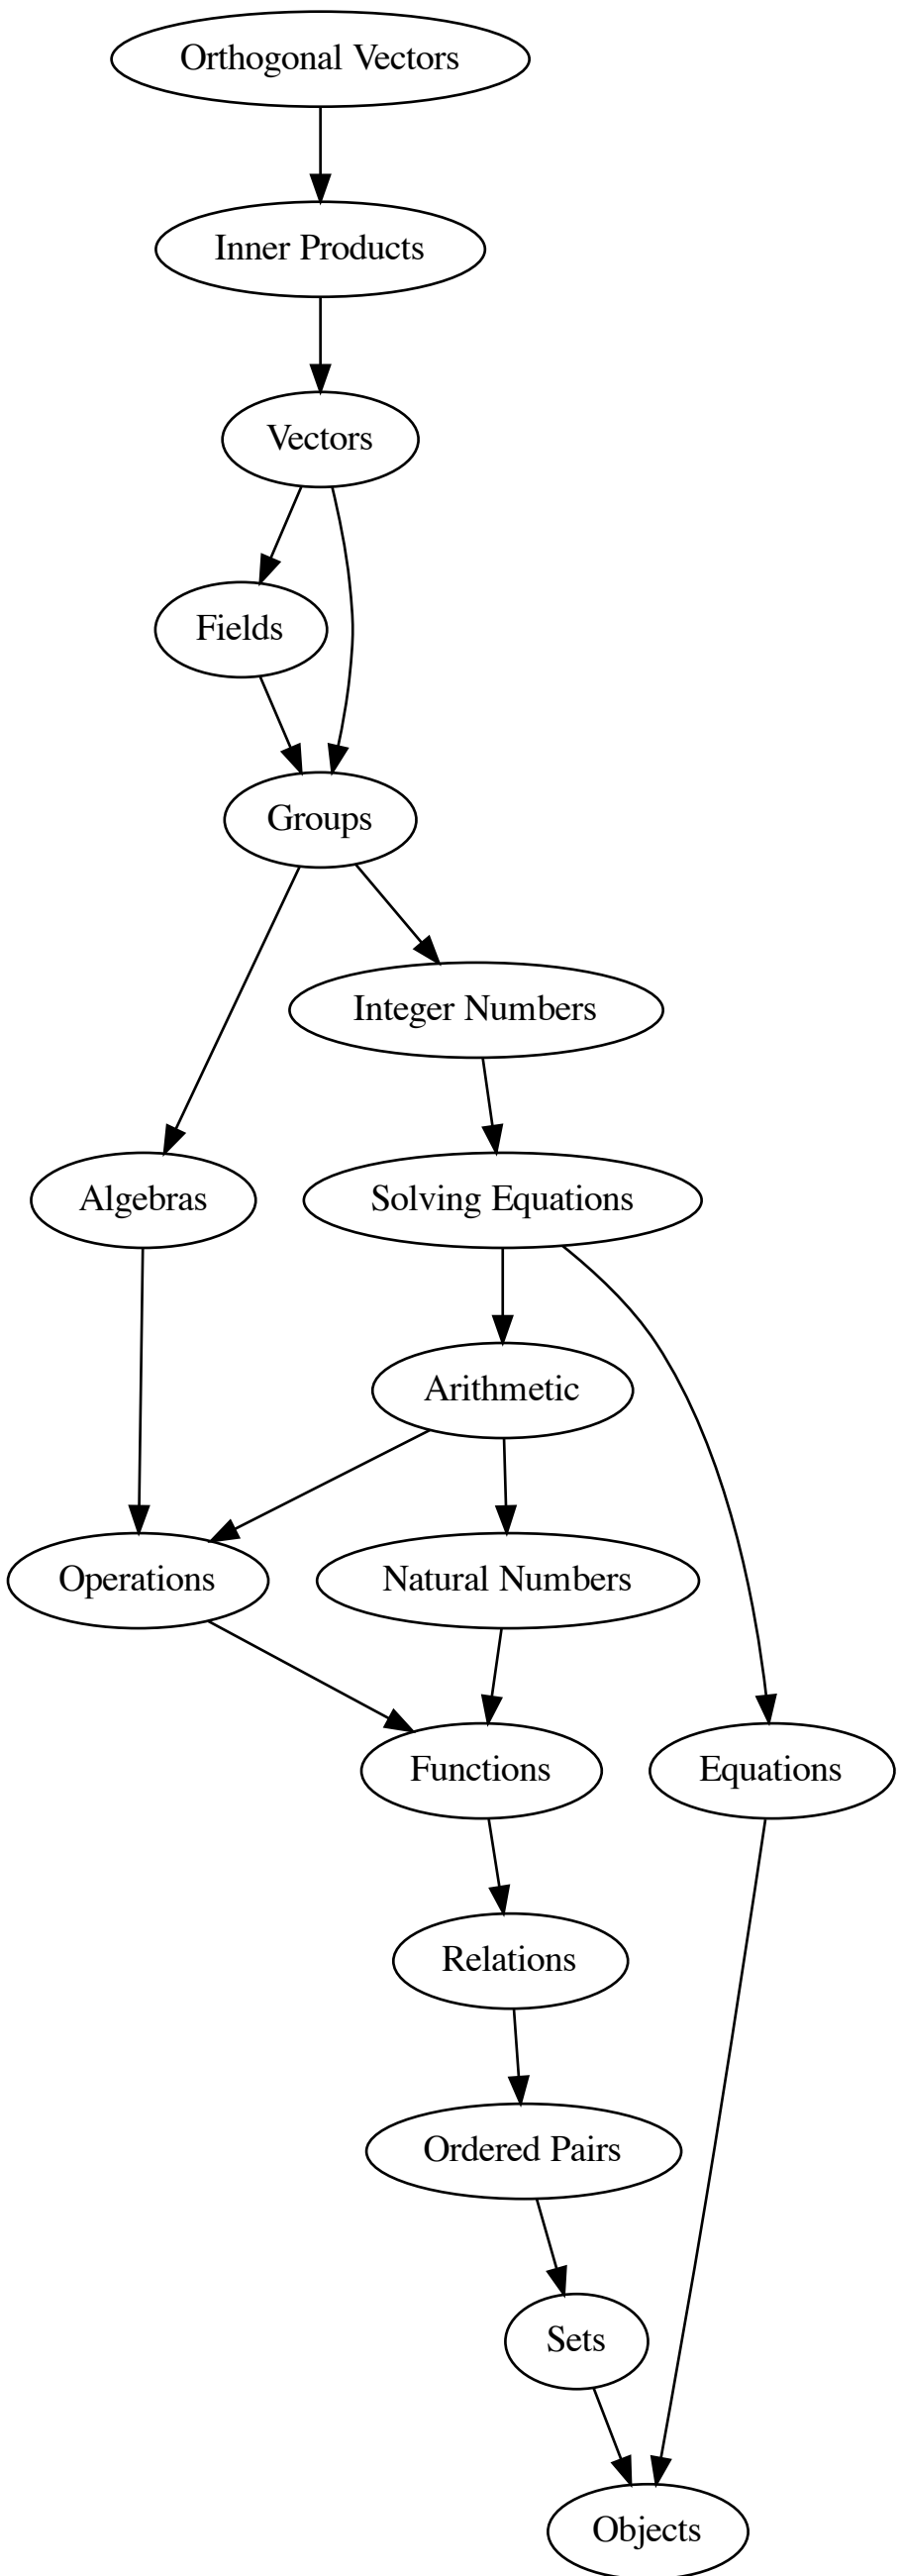 Orthogonal Vectors
Inner Products
Vectors
Fields
Groups
Integer Numbers
Algebras
Solving Equations
Arithmetic
Operations
Natural Numbers
Functions
Equations
Relations
Ordered Pairs
Sets
Objects